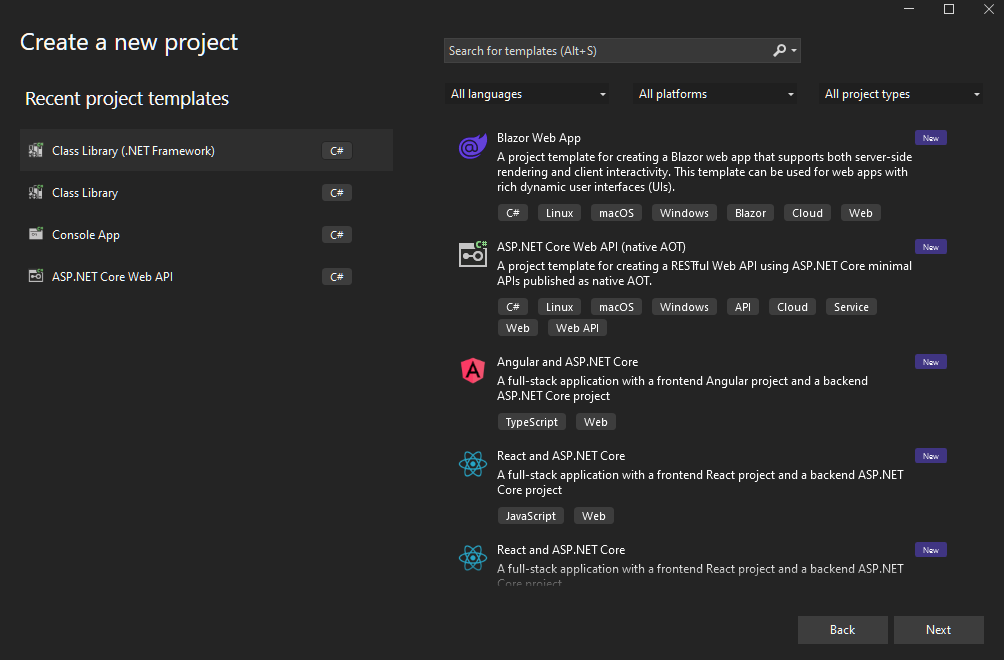 Create a new project
Search for templates (Alt+S)
Recent project templates
All languages
All platforms
All project types
Class Library (.NET Framework)
C#
Class Library
C#
Console App
C#
ASP.NET Core Web API
C#
Blazor Web App
New
A project template for creating a Blazor web app that supports both server-side
rendering and client interactivity. This template can be used for web apps with
rich dynamic user interfaces (UIs).
C# Linux macOS Windows Blazor Cloud Web
ASP.NET Core Web API (native AOT)
New
A project template for creating a RESTful Web API using ASP.NET Core minimal
APIs published as native AOT.
C# Linux macOS Windows API Cloud Service
Web Web API
Angular and ASP.NET Core
New
A full-stack application with a frontend Angular project and a backend
ASP.NET Core project
TypeScript Web
React and ASP.NET Core
New
A full-stack application with a frontend React project and a backend ASP.NET
Core project
JavaScript Web
React and ASP.NET Core
New
A full-stack application with a frontend React project and a backend ASP.NET
Core project
Back
Next